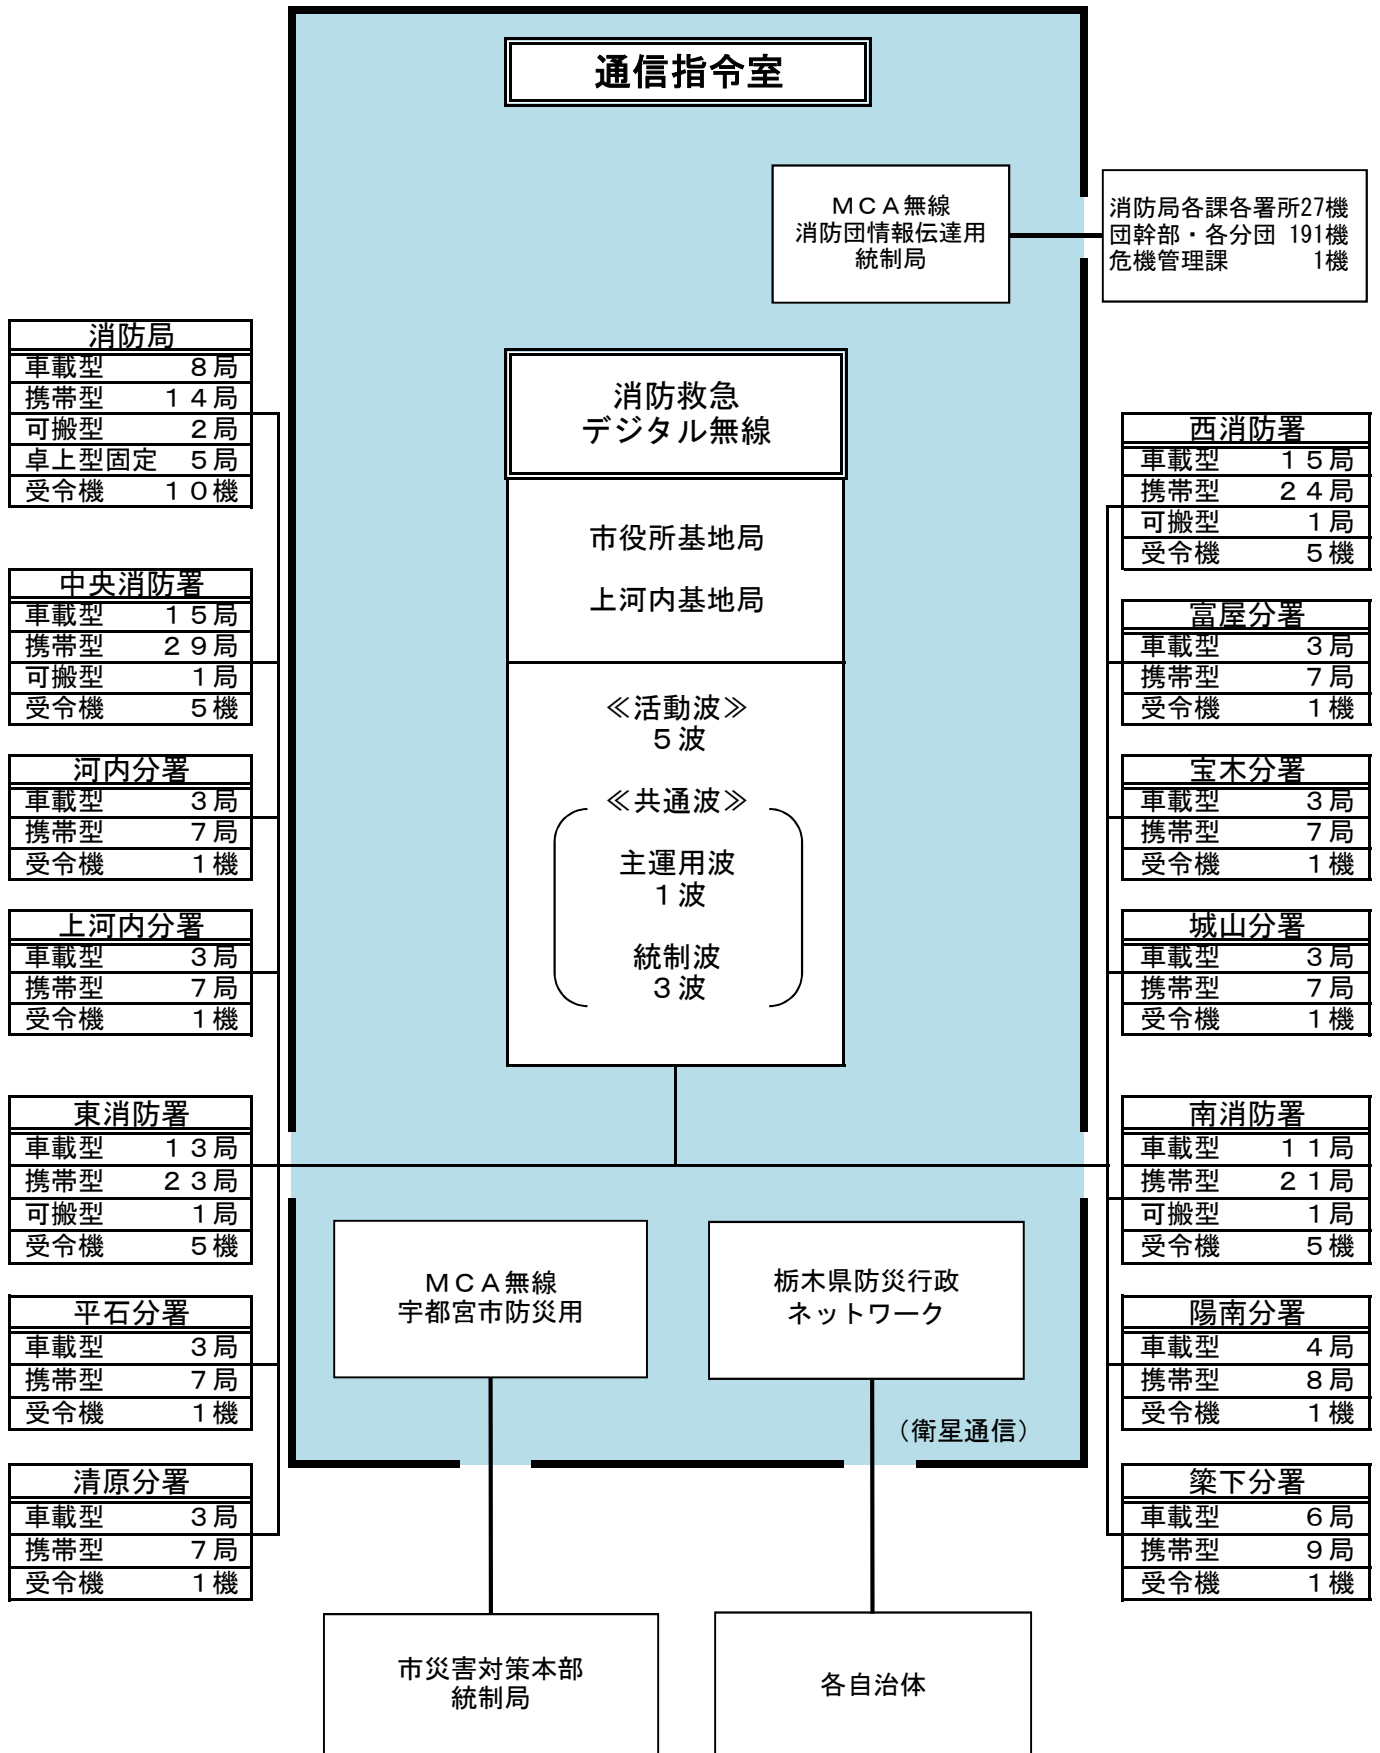 通信指令室
ＭＣＡ無線
消防団情報伝達用
統制局
消防局各課各署所27機
団幹部・各分団 191機
危機管理課 1機
消防局
車載型 ８局
携帯型 １４局
可搬型 ２局
卓上型固定 ５局
受令機 １０機
中央消防署
車載型 １５局
携帯型 ２９局
可搬型 １局
受令機 ５機
河内分署
車載型 ３局
携帯型 ７局
受令機 １機
上河内分署
車載型 ３局
携帯型 ７局
受令機 １機
東消防署
車載型 １３局
携帯型 ２３局
可搬型 １局
受令機 ５機
平石分署
車載型 ３局
携帯型 ７局
受令機 １機
清原分署
車載型 ３局
携帯型 ７局
受令機 １機
消防救急
デジタル無線
市役所基地局
上河内基地局
≪活動波≫
５波
≪共通波≫
主運用波
１波
統制波
３波
西消防署
車載型 １５局
携帯型 ２４局
可搬型 １局
受令機 ５機
富屋分署
車載型 ３局
携帯型 ７局
受令機 １機
宝木分署
車載型 ３局
携帯型 ７局
受令機 １機
城山分署
車載型 ３局
携帯型 ７局
受令機 １機
南消防署
車載型 １１局
携帯型 ２１局
可搬型 １局
受令機 ５機
陽南分署
車載型 ４局
携帯型 ８局
受令機 １機
簗下分署
車載型 ６局
携帯型 ９局
受令機 １機
ＭＣＡ無線
宇都宮市防災用
栃木県防災行政
ネットワーク
（衛星通信）
市災害対策本部
統制局
各自治体